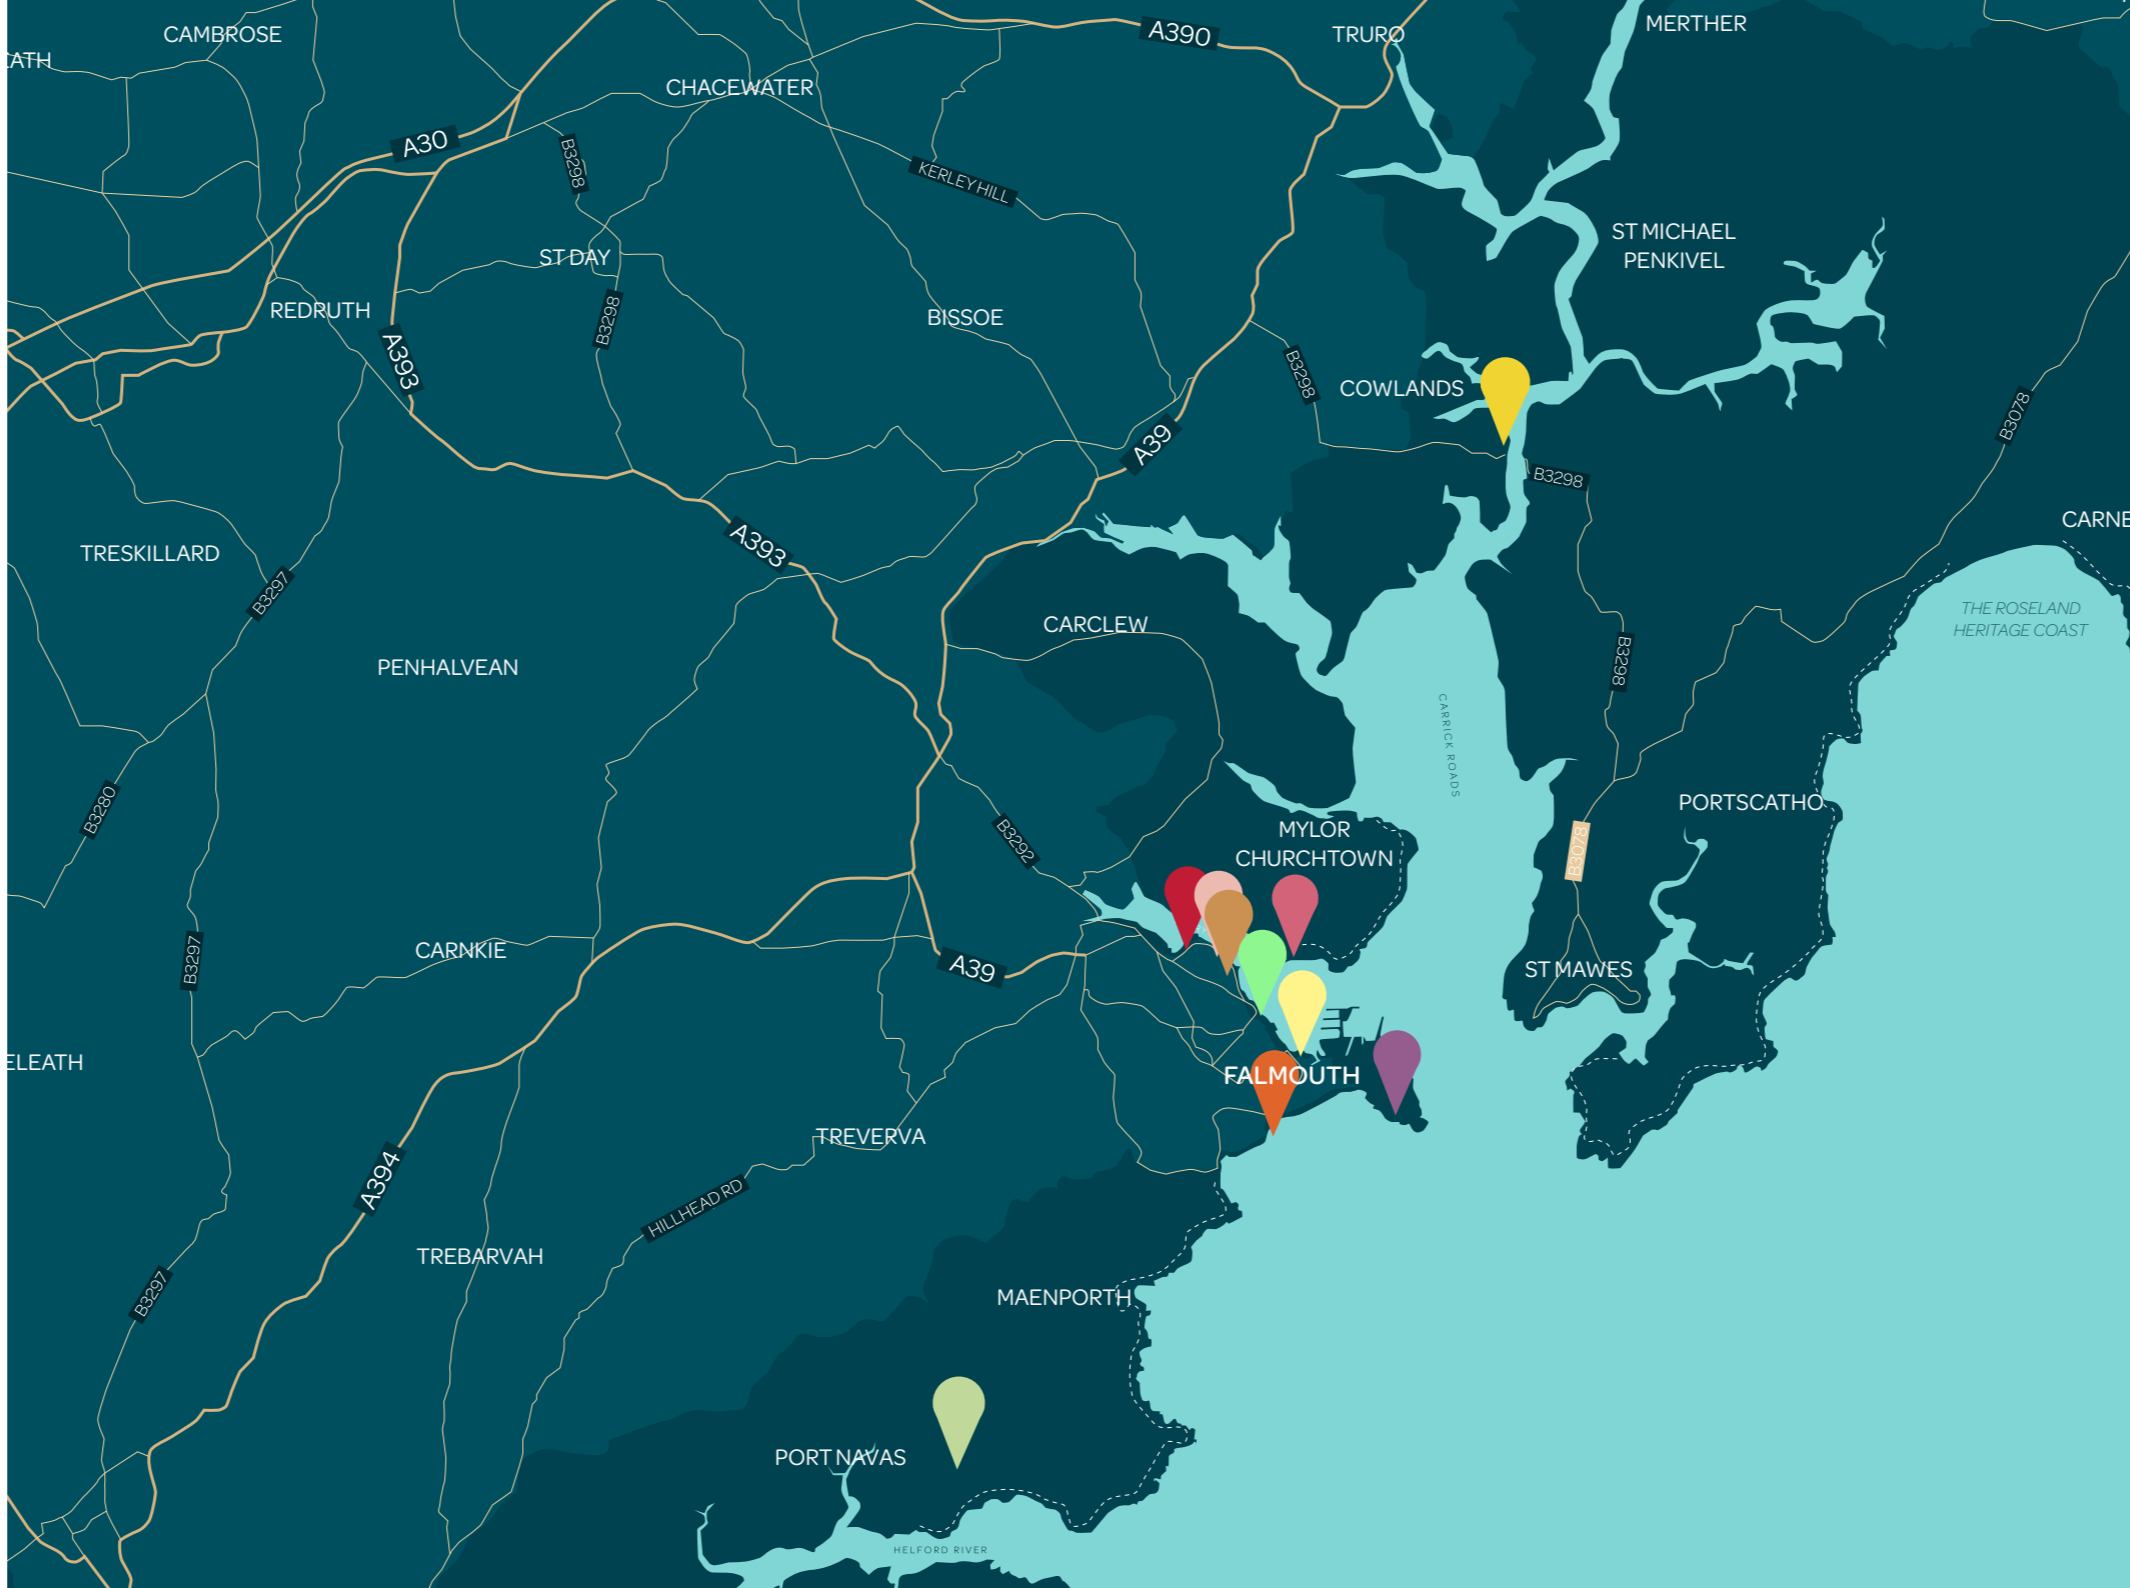 CAMBROSE
A390
TRURO
MERTHER
EATH
CHACEWATER
A30
B3298
KERLEY HILL
ST MICHAEL
PENKIVEL
ST DAY
REDRUTH
B3298
BISSOE
A393
B3298
COWLANDS
B3078
A39
B3298
CARNE
A393
TRESKILLARD
B3297
THE ROSELAND
HERITAGE COAST
CARCLEW
B3298
PENHALVEAN
CARRICK ROADS
B3280
PORTSCATHO
MYLOR
CHURCHTOWN
B3292
B3078
CARNKIE
B3297
A39
ST MAWES
ELEATH
FALMOUTH
TREVERVA
A394
HILLHEAD RD
TREBARVAH
B3297
MAENPORTH
PORT NAVAS
HELFORD RIVER